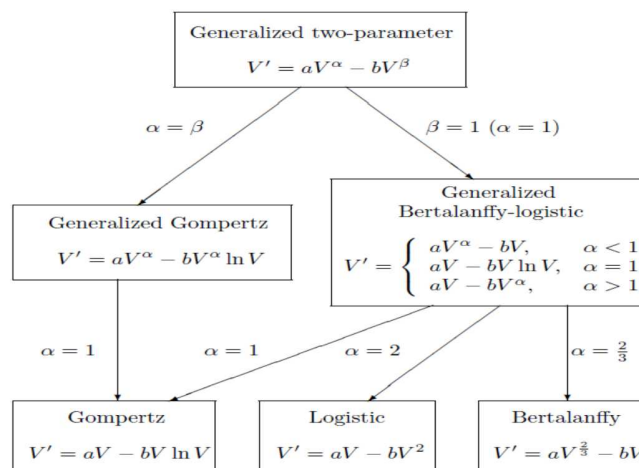 Generalized two-parameter
V′ = aV^α − bV^β
α = β
β = 1 (α = 1)
Generalized
Bertalanffy-logistic
V′ = { aV^α − bV, α < 1
aV − bV ln V, α = 1
aV − bV^α, α > 1
Generalized Gompertz
V′ = aV^α − bV^α ln V
α = 1
α = 1
α = 2
α = 2/3
Gompertz
V′ = aV − bV ln V
Logistic
V′ = aV − bV^2
Bertalanffy
V′ = aV^(2/3) − bV